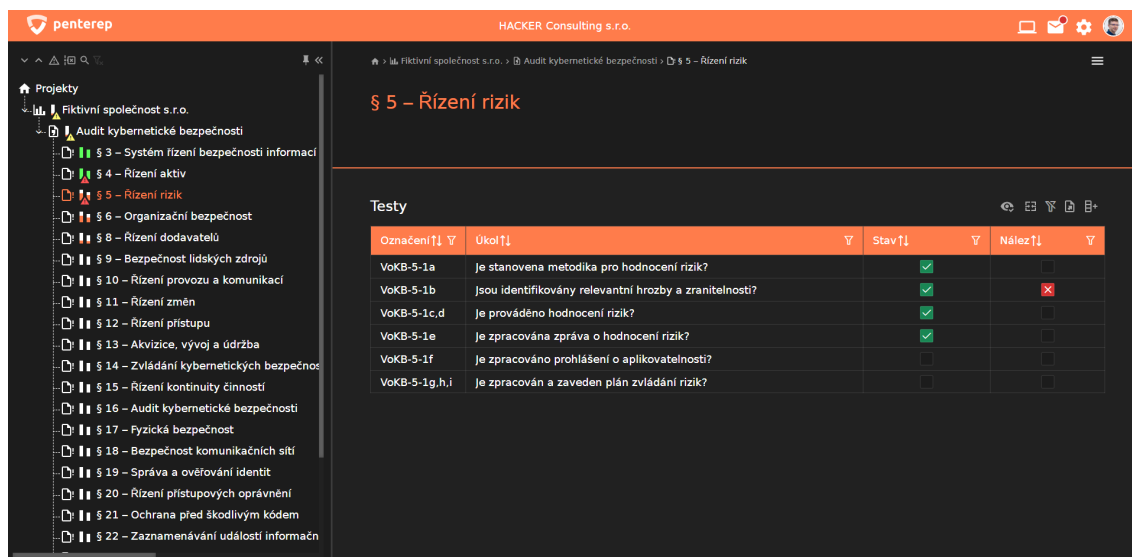 penterep
HACKER Consulting s.r.o.
Projekty
Fiktivní společnost s.r.o.
Audit kybernetické bezpečnosti
§ 3 – Systém řízení bezpečnosti informací
§ 4 – Řízení aktiv
§ 5 – Řízení rizik
§ 6 – Organizační bezpečnost
§ 8 – Řízení dodavatelů
§ 9 – Bezpečnost lidských zdrojů
§ 10 – Řízení provozu a komunikací
§ 11 – Řízení změn
§ 12 – Řízení přístupu
§ 13 – Akvizice, vývoj a údržba
§ 14 – Zvládání kybernetických bezpečnos
§ 15 – Řízení kontinuity činností
§ 16 – Audit kybernetické bezpečnosti
§ 17 – Fyzická bezpečnost
§ 18 – Bezpečnost komunikačních sítí
§ 19 – Správa a ověřování identit
§ 20 – Řízení přístupových oprávnění
§ 21 – Ochrana před škodlivým kódem
§ 22 – Zaznamenávání událostí informačn
› Fiktivní společnost s.r.o. › Audit kybernetické bezpečnosti › § 5 – Řízení rizik
§ 5 – Řízení rizik
Testy
Označení Úkol Stav Nález
VoKB-5-1a Je stanovena metodika pro hodnocení rizik?
VoKB-5-1b Jsou identifikovány relevantní hrozby a zranitelnosti?
VoKB-5-1c,d Je prováděno hodnocení rizik?
VoKB-5-1e Je zpracována zpráva o hodnocení rizik?
VoKB-5-1f Je zpracováno prohlášení o aplikovatelnosti?
VoKB-5-1g,h,i Je zpracován a zaveden plán zvládání rizik?